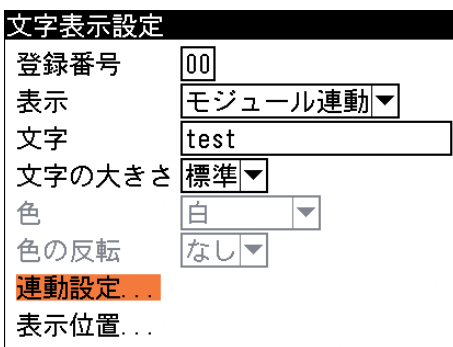 文字表示設定
登録番号 00
表示 モジュール連動▼
文字 test
文字の大きさ 標準▼
色 白▼
色の反転 なし▼
連動設定...
表示位置...